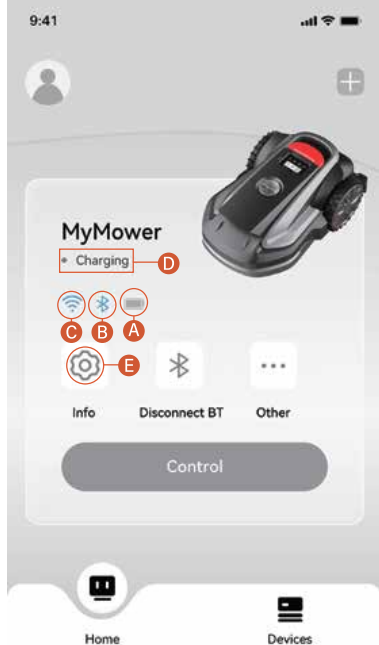 9:41
MyMower
Charging
D
C B A
E
Info Disconnect BT Other
Control
Home Devices